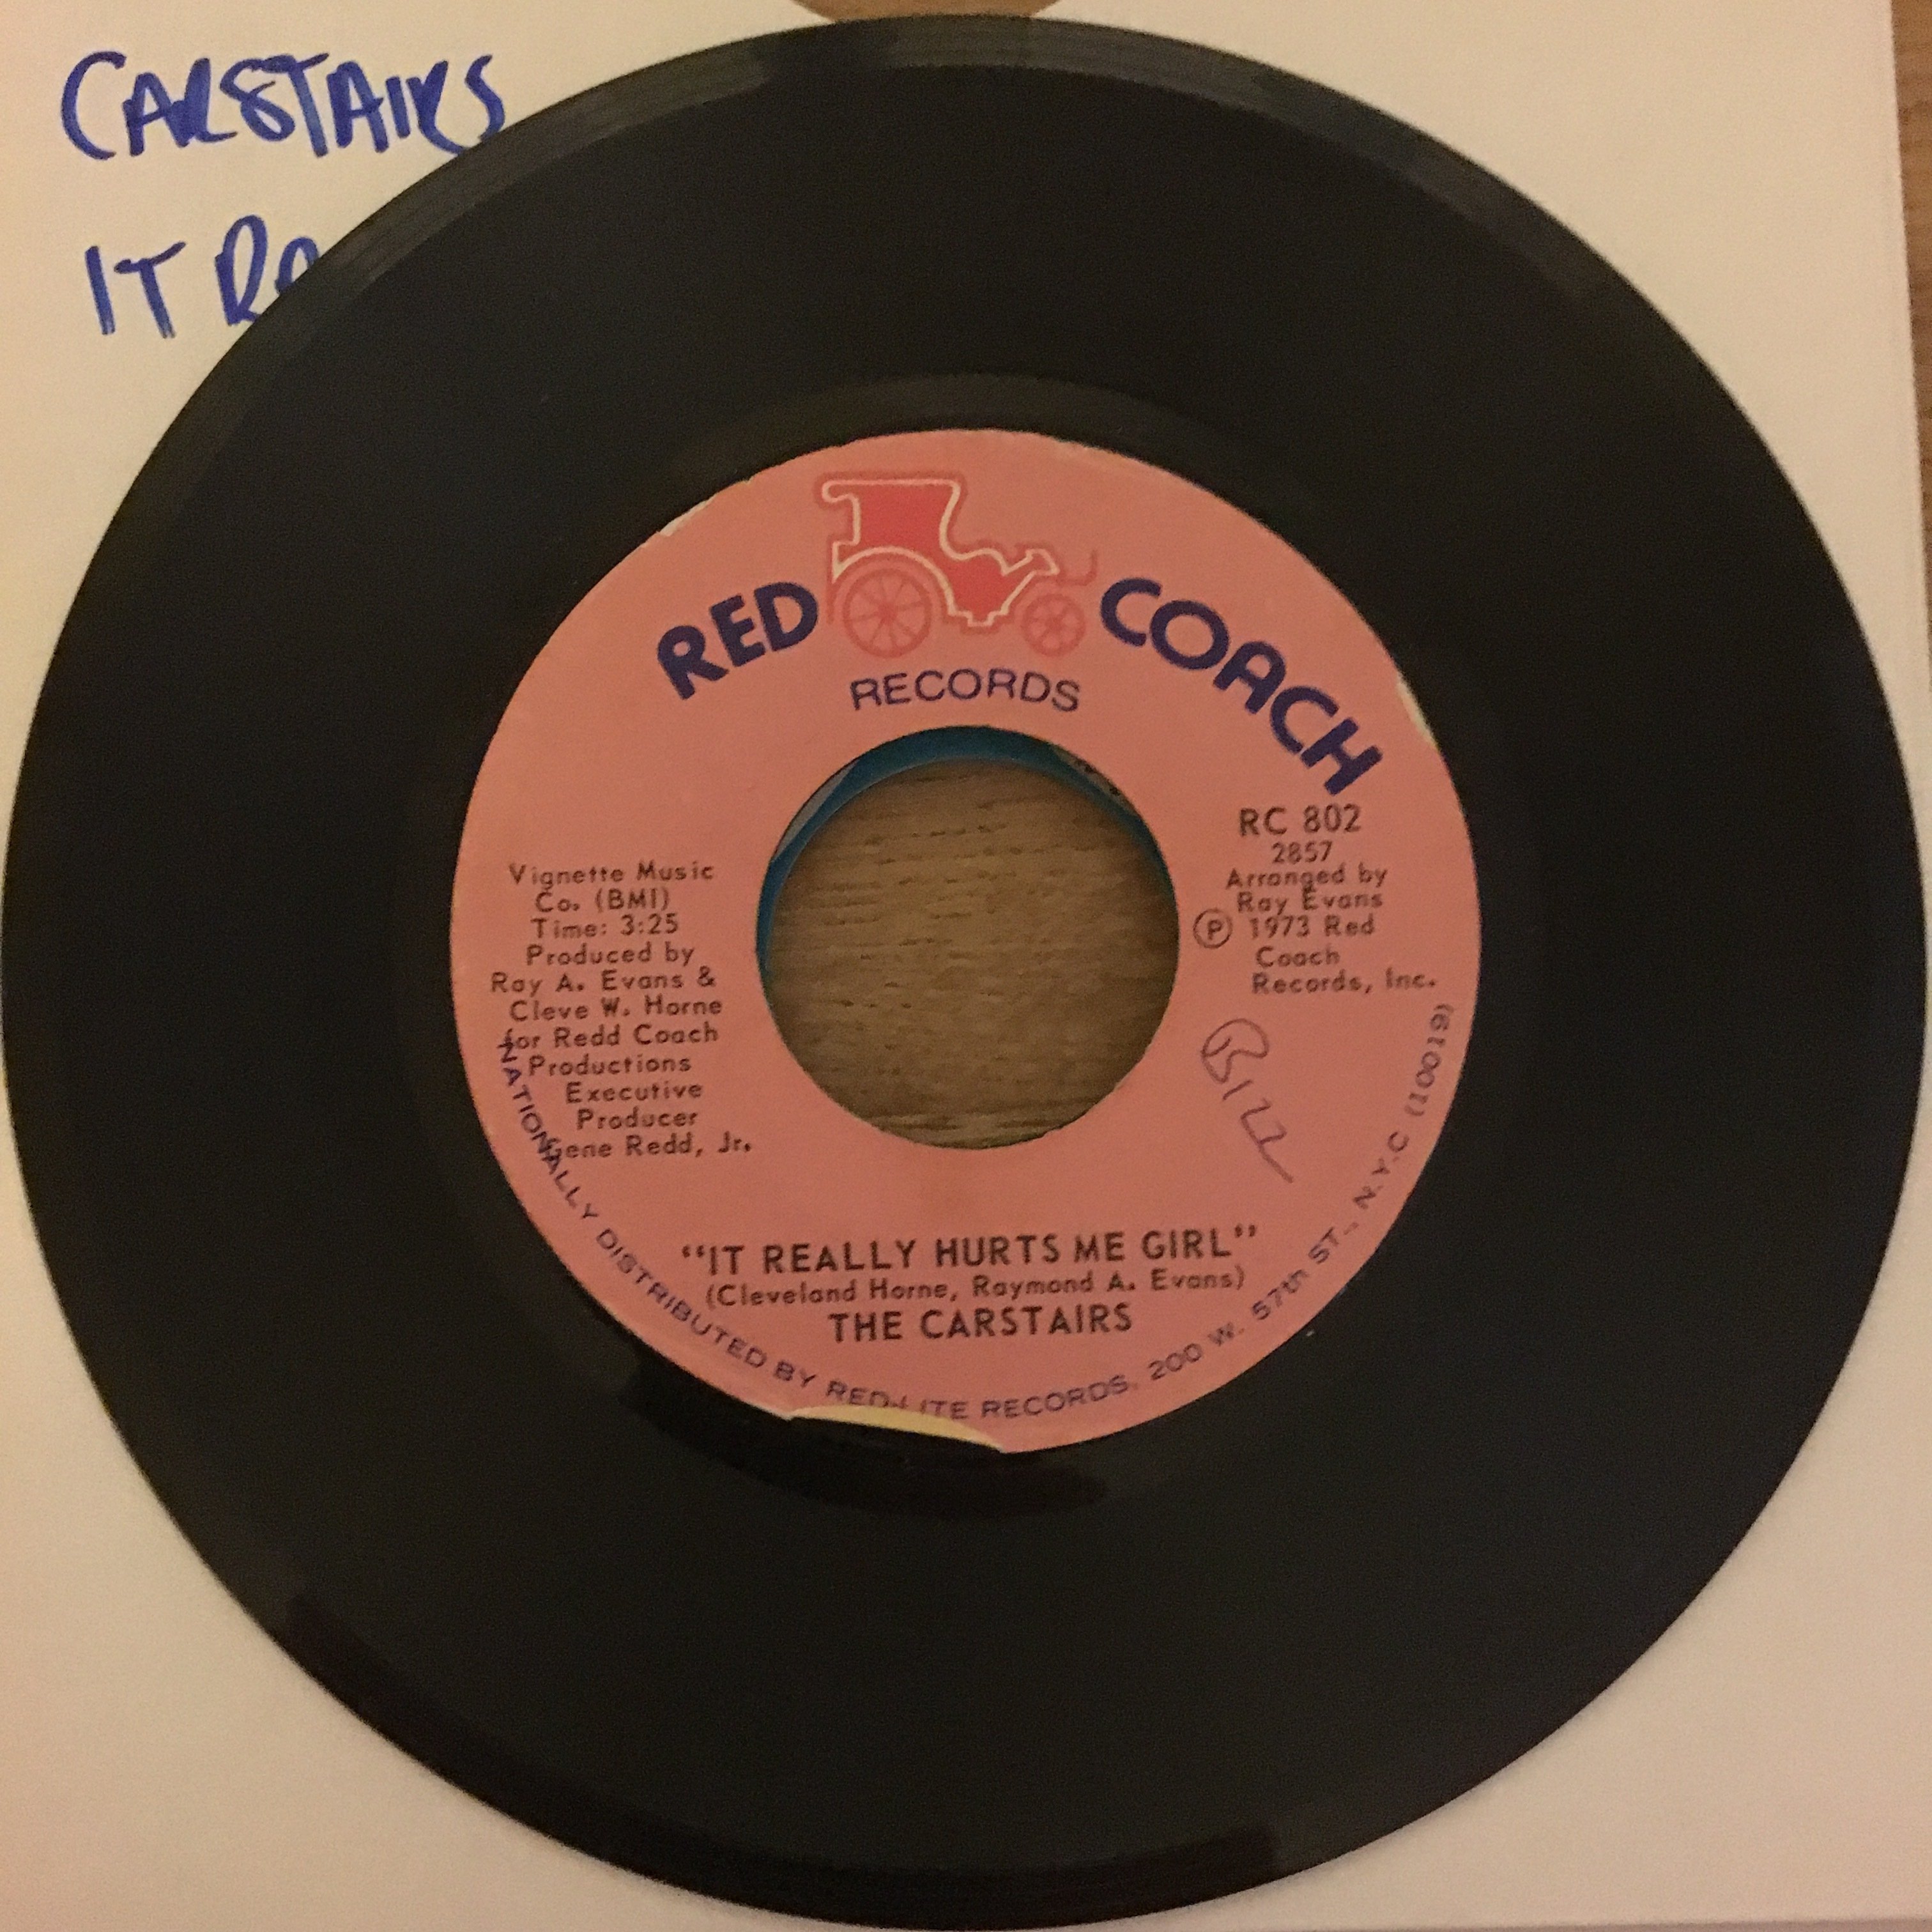 CARSTAIRS
IT
RED COACH
RECORDS
Vignette Music
Co. (BMI)
Time: 3:25
Produced by
Ray A. Evans &
Cleve W. Horne
for Redd Coach
Productions
Executive
Producer
Gene Redd, Jr.
RC 802
2857
Arranged by
Ray Evans
Ⓟ 1973 Red
Coach
Records, Inc.
BILL
"IT REALLY HURTS ME GIRL"
(Cleveland Horne, Raymond A. Evans)
THE CARSTAIRS
NATIONALLY DISTRIBUTED BY RED-LITE RECORDS, 200 W. 57th ST., N.Y.C (10019)